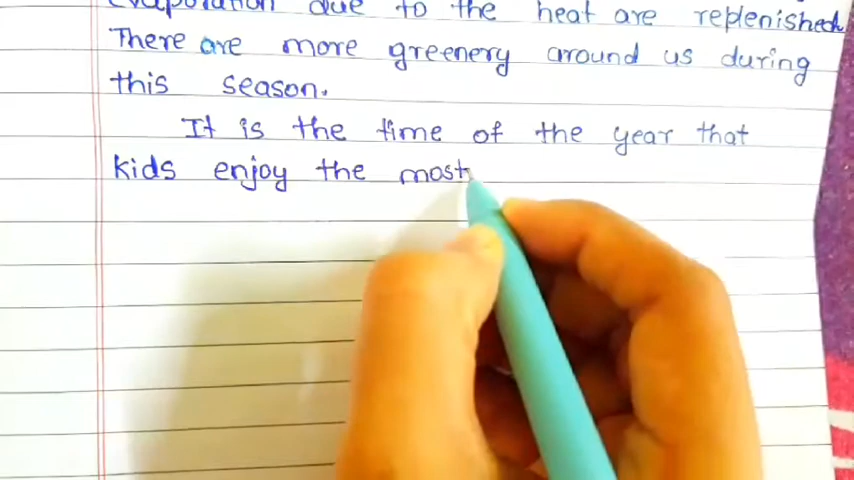 Evaporation due to the heat are replenished
There are more greenery around us during
this season.
It is the time of the year that
kids enjoy the most